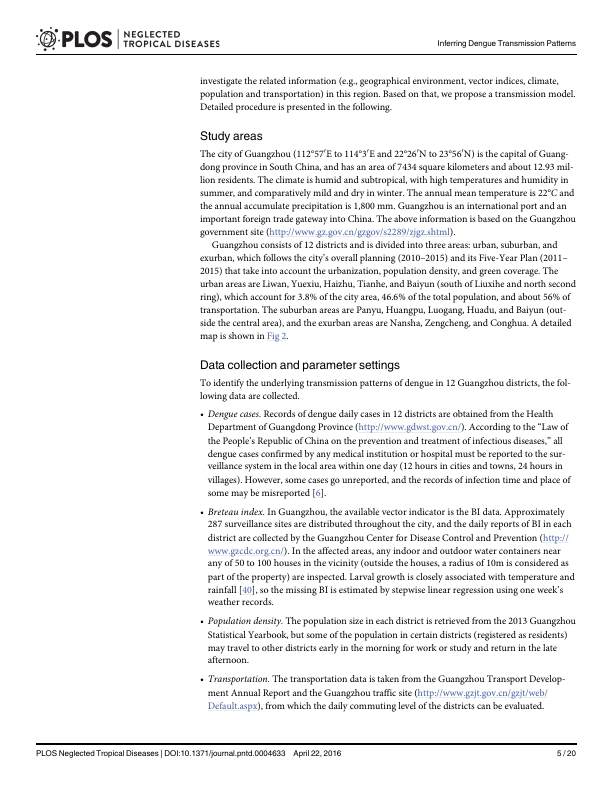 PLOS | NEGLECTED
TROPICAL DISEASES
Inferring Dengue Transmission Patterns
investigate the related information (e.g., geographical environment, vector indices, climate,
population and transportation) in this region. Based on that, we propose a transmission model.
Detailed procedure is presented in the following.
Study areas
The city of Guangzhou (112°57′E to 114°3′E and 22°26′N to 23°56′N) is the capital of Guang-
dong province in South China, and has an area of 7434 square kilometers and about 12.93 mil-
lion residents. The climate is humid and subtropical, with high temperatures and humidity in
summer, and comparatively mild and dry in winter. The annual mean temperature is 22°C and
the annual accumulate precipitation is 1,800 mm. Guangzhou is an international port and an
important foreign trade gateway into China. The above information is based on the Guangzhou
government site (http://www.gz.gov.cn/gzgov/s2289/zjgz.shtml).
Guangzhou consists of 12 districts and is divided into three areas: urban, suburban, and
exurban, which follows the city's overall planning (2010–2015) and its Five-Year Plan (2011–
2015) that take into account the urbanization, population density, and green coverage. The
urban areas are Liwan, Yuexiu, Haizhu, Tianhe, and Baiyun (south of Liuxihe and north second
ring), which account for 3.8% of the city area, 46.6% of the total population, and about 56% of
transportation. The suburban areas are Panyu, Huangpu, Luogang, Huadu, and Baiyun (out-
side the central area), and the exurban areas are Nansha, Zengcheng, and Conghua. A detailed
map is shown in Fig 2.
Data collection and parameter settings
To identify the underlying transmission patterns of dengue in 12 Guangzhou districts, the fol-
lowing data are collected.
• Dengue cases. Records of dengue daily cases in 12 districts are obtained from the Health
Department of Guangdong Province (http://www.gdwst.gov.cn/). According to the "Law of
the People's Republic of China on the prevention and treatment of infectious diseases," all
dengue cases confirmed by any medical institution or hospital must be reported to the sur-
veillance system in the local area within one day (12 hours in cities and towns, 24 hours in
villages). However, some cases go unreported, and the records of infection time and place of
some may be misreported [6].
• Breteau index. In Guangzhou, the available vector indicator is the BI data. Approximately
287 surveillance sites are distributed throughout the city, and the daily reports of BI in each
district are collected by the Guangzhou Center for Disease Control and Prevention (http://
www.gzcdc.org.cn/). In the affected areas, any indoor and outdoor water containers near
any of 50 to 100 houses in the vicinity (outside the houses, a radius of 10m is considered as
part of the property) are inspected. Larval growth is closely associated with temperature and
rainfall [40], so the missing BI is estimated by stepwise linear regression using one week's
weather records.
• Population density. The population size in each district is retrieved from the 2013 Guangzhou
Statistical Yearbook, but some of the population in certain districts (registered as residents)
may travel to other districts early in the morning for work or study and return in the late
afternoon.
• Transportation. The transportation data is taken from the Guangzhou Transport Develop-
ment Annual Report and the Guangzhou traffic site (http://www.gzjt.gov.cn/gzjt/web/
Default.aspx), from which the daily commuting level of the districts can be evaluated.
PLOS Neglected Tropical Diseases | DOI:10.1371/journal.pntd.0004633 April 22, 2016
5 / 20